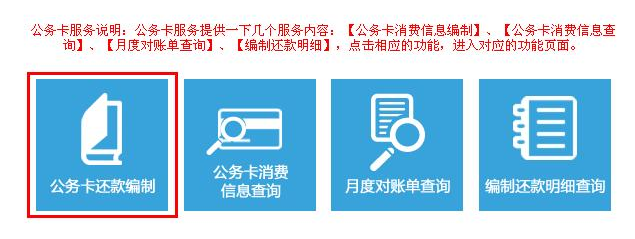 公务卡服务说明：公务卡服务提供一下几个服务内容：【公务卡消费信息编制】、【公务卡消费信息查
询】、【月度对账单查询】、【编制还款明细】，点击相应的功能，进入对应的功能页面。
公务卡还款编制
公务卡消费
信息查询
月度对账单查询
编制还款明细查询